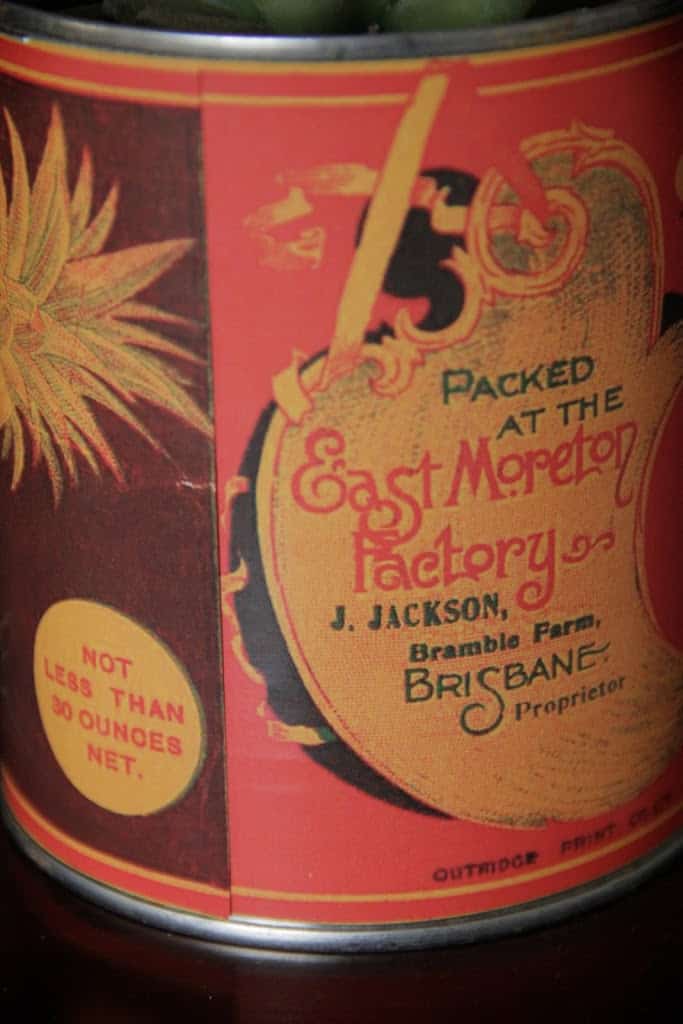 NOT
LESS THAN
30 OUNCES
NET.
PACKED
AT THE
East Moreton
Factory
J. JACKSON,
Bramble Farm,
BRISBANE.
Proprietor
OUTRIDGE PRINT. CO.